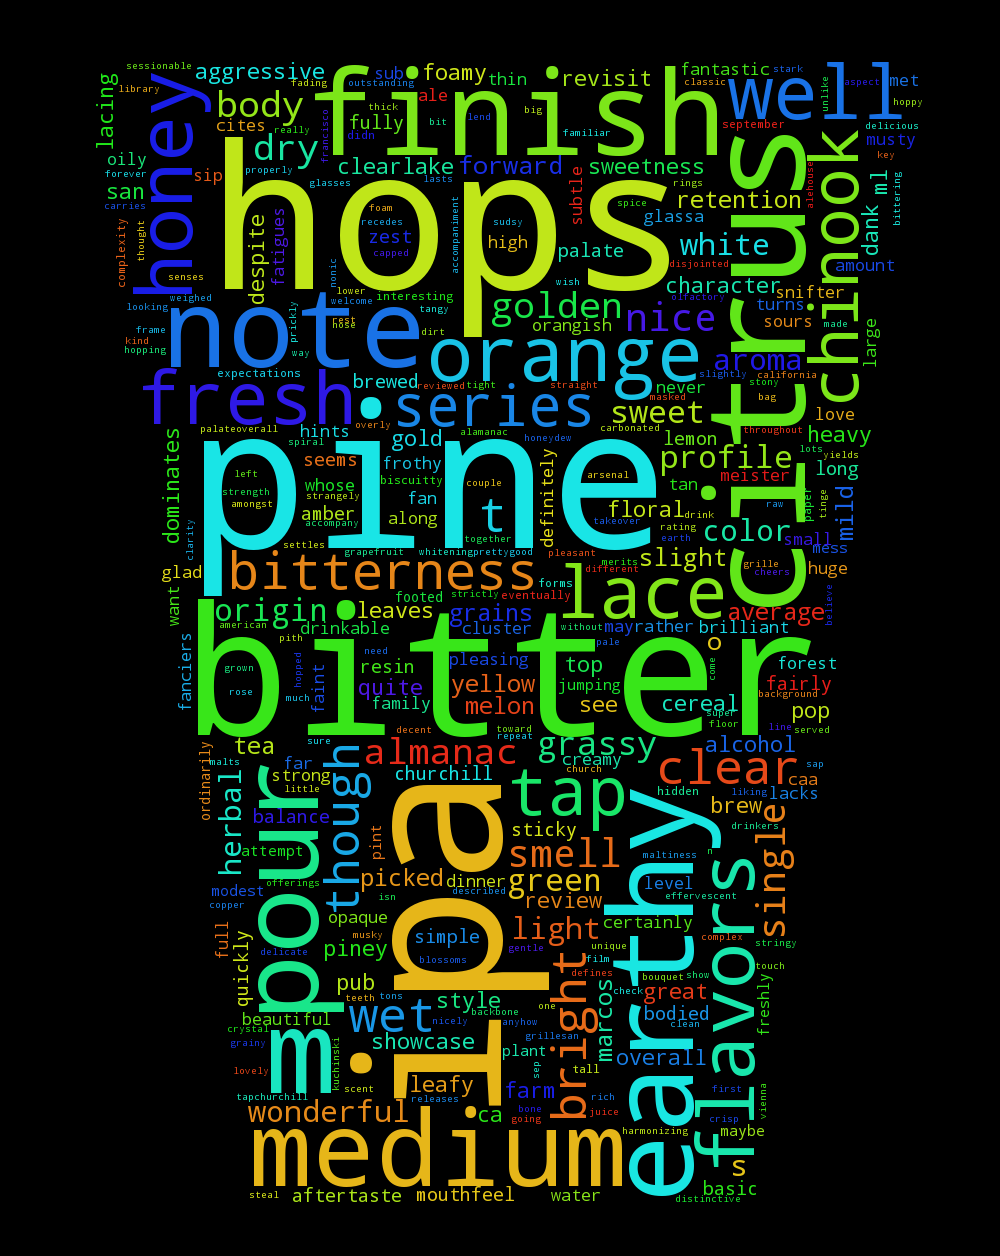 sessionable
library
lacing
honey
aggressive
fading
outstanding
sub
foamy
thin
revisit
fantastic
classic
stark
well
met
unlike
aspect
hoppy
body
cites
really
francisco
thick
didn
ale
bit
lend
big
finish
familiar
september
citrus
alehouse
chinook
delicious
musty
key
oily
forever
carries
san
sip
dry
properly
fully
clearlake
glasses
forward
lasts
sweetness
rings
subtle
spice
retention
dank
ml
bittering
complexity
thought
despite
fatigues
hops
foam
recedes
zest
capped
sudsy
accompaniment
high
palate
glassa
white
disjointed
amount
senses
looking
weighed
nonic
lower
welcome
interesting
tangy
wish
character
olfactory
snifter
turns
sours
made
large
golden
orangish
nice
frame
kind
hopping
note
prickly
rest
nose
way
dirt
orange
aroma
stony
expectations
brewed
reviewed
tight
straight
never
masked
slightly
california
bag
love
fresh
series
sweet
palateoverall
overly
spiral
hints
gold
alamanac
honeydew
carbonated
lemon
throughout
heavy
lots
yields
dominates
clarity
left
strength
amongst
pine
seems
whose
strangely
amber
accompany
frothy
biscuitty
fan
along
couple
t
definitely
arsenal
takeover
tan
floral
drink
rating
earth
profile
meister
long
raw
paper
tinge
color
small
mild
mess
settles
grapefruit
whiteningprettygood
together
pleasant
merits
different
slight
grille
cheers
huge
believe
glad
want
bitterness
footed
strictly
forms
eventually
lace
average
origin
american
pith
drinkable
leaves
grains
cluster
without
may
rather
brilliant
pale
o
fanciers
grown
rose
hopped
need
much
faint
resin
quite
family
pleasing
yellow
melon
top
jumping
see
come
forest
fairly
background
cereal
super
floor
line
pop
served
bitter
sure
decent
repeat
toward
ordinarily
malts
tea
far
strong
little
though
almanac
churchill
church
grassy
creamy
clear
alcohol
sap
caa
hidden
liking
lacks
herbal
balance
attempt
pour
offerings
pint
tap
sticky
brew
drinkers
single
smell
maltiness
n
modest
copper
isn
picked
dinner
described
green
review
level
effervescent
opaque
musky
simple
ipa
light
certainly
complex
stringy
full
quickly
delicate
piney
blossoms
gentle
unique
film
earthy
flavors
pub
teeth
tons
defines
check
bouquet
show
great
touch
freshly
beautiful
crystal
grainy
wet
style
backbone
nicely
one
anyhow
bright
marcos
bodied
clean
m
kuchinski
showcase
grillesan
plant
sep
tall
overall
lovely
tapchurchill
scent
leafy
releases
farm
bone
going
rich
juice
first
crisp
vienna
wonderful
ca
harmonizing
maybe
medium
s
steal
aftertaste
mouthfeel
water
basic
distinctive